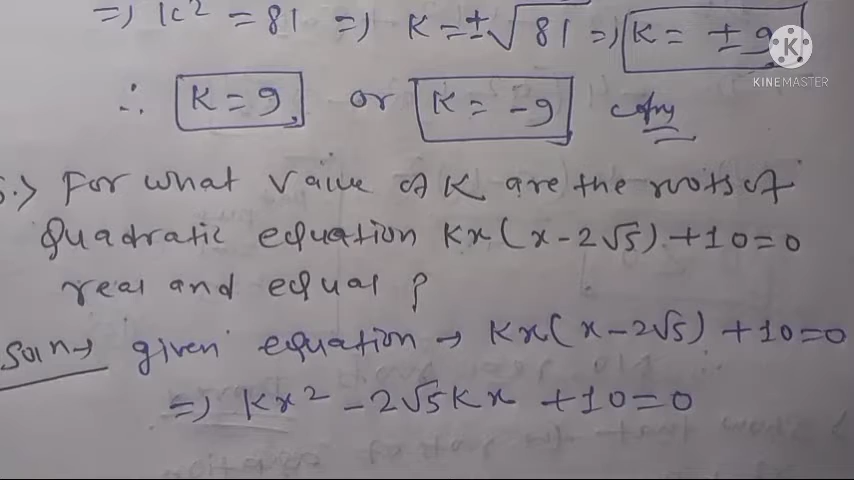 => K² = 81 => K = ±√81 => K = ± 9
K
KINEMASTER
∴ K = 9, or K = -9
5.> For what value of K are the roots of
Quadratic equation Kx(x-2√5)+10=0
real and equal ?
Soln→ given equation → Kx(x-2√5)+10=0
=> Kx² -2√5Kx +10=0